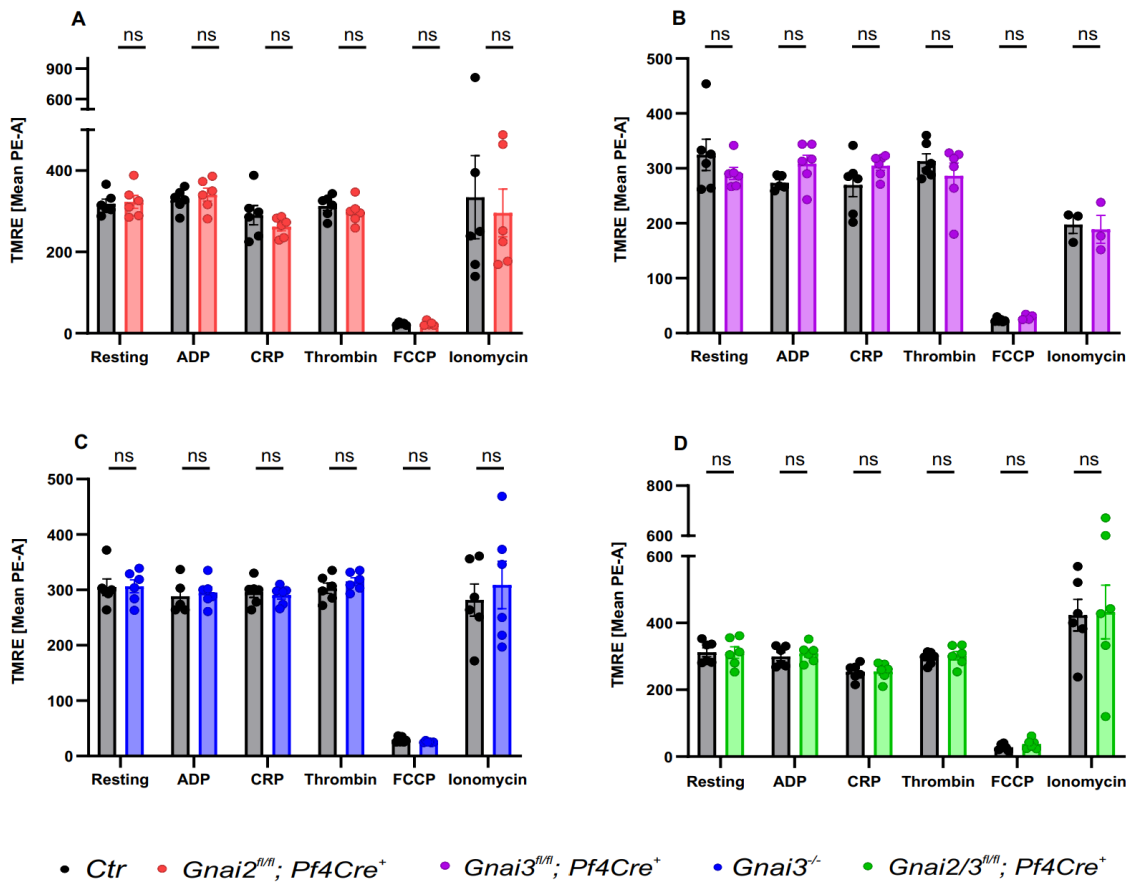 A
ns ns ns ns ns ns
TMRE [Mean PE-A]
900
600
400
200
0
Resting ADP CRP Thrombin FCCP Ionomycin
B
ns ns ns ns ns ns
TMRE [Mean PE-A]
500
400
300
200
100
0
Resting ADP CRP Thrombin FCCP Ionomycin
C
ns ns ns ns ns ns
TMRE [Mean PE-A]
500
400
300
200
100
0
Resting ADP CRP Thrombin FCCP Ionomycin
D
ns ns ns ns ns ns
TMRE [Mean PE-A]
800
600
600
400
200
0
Resting ADP CRP Thrombin FCCP Ionomycin
Ctr Gnai2fl/fl; Pf4Cre+ Gnai3fl/fl; Pf4Cre+ Gnai3-/- Gnai2/3fl/fl; Pf4Cre+